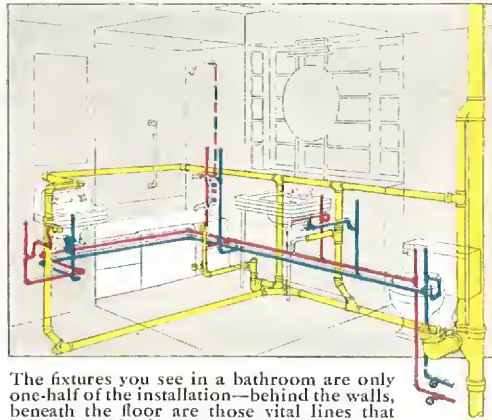 The fixtures you see in a bathroom are only
one-half of the installation—behind the walls,
beneath the floor are those vital lines that